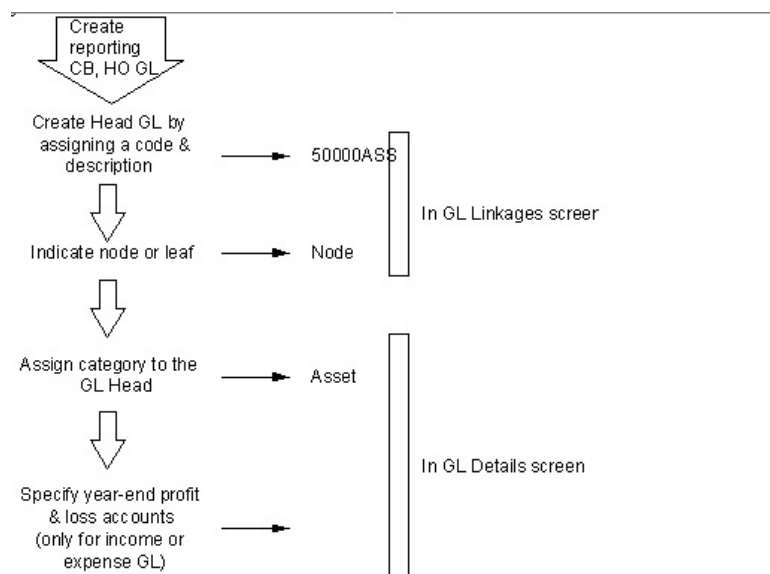 Create
reporting
CB, HO GL
Create Head GL by
assigning a code &
description
50000ASS
In GL Linkages screer
Indicate node or leaf
Node
Assign category to the
GL Head
Asset
In GL Details screen
Specify year-end profit
& loss accounts
(only for income or
expense GL)